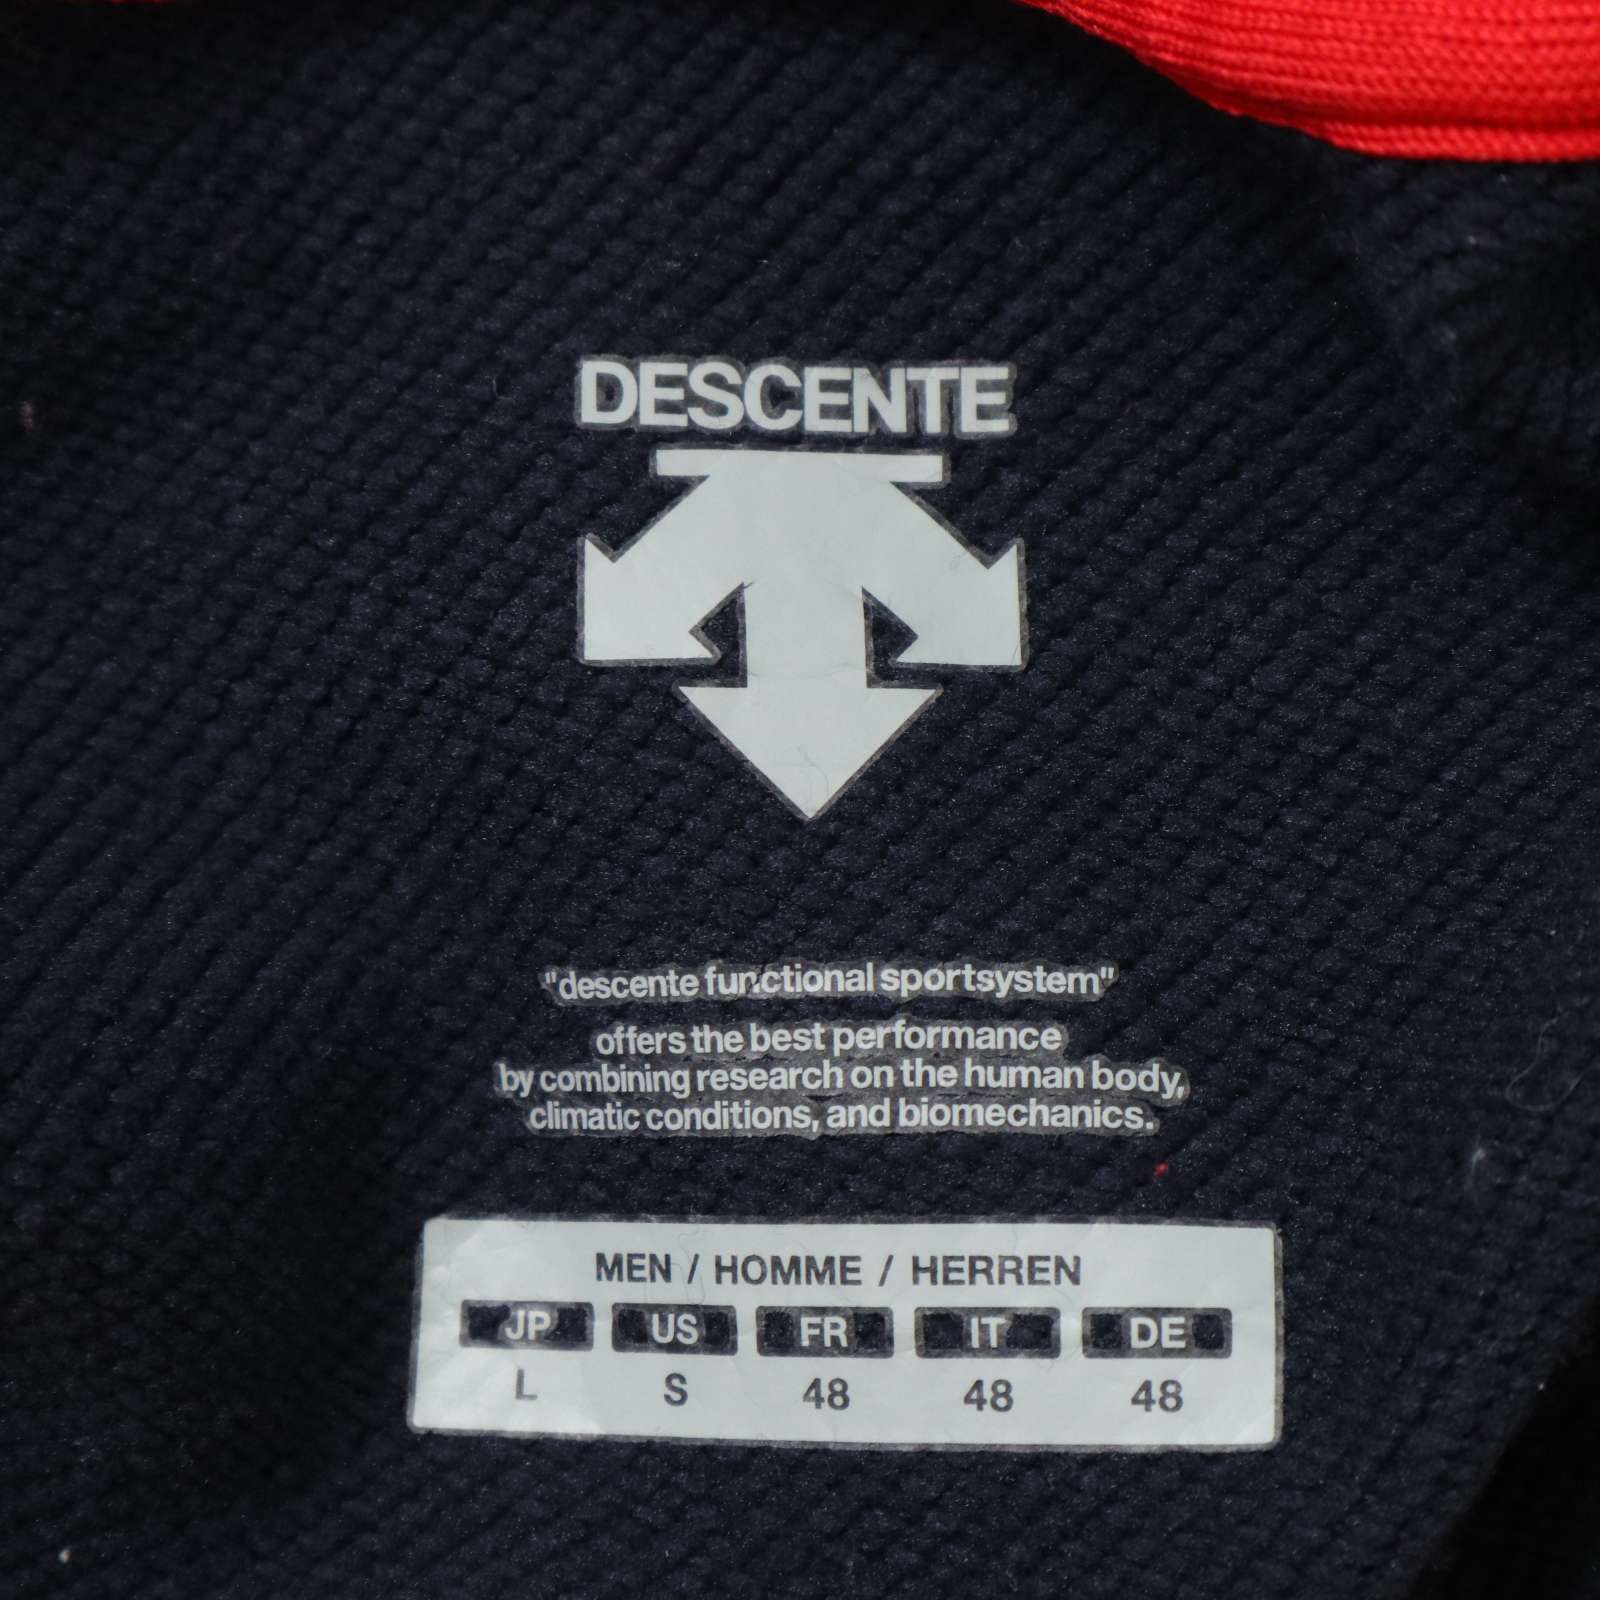 DESCENTE
"descente functional sportsystem"
offers the best performance
by combining research on the human body,
climatic conditions, and biomechanics.
MEN / HOMME / HERREN
JP US FR IT DE
L S 48 48 48